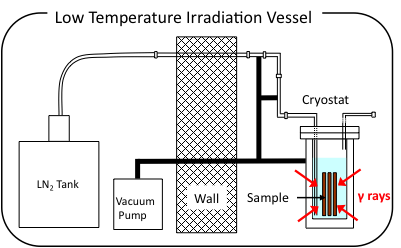 Low Temperature Irradiation Vessel
Cryostat
LN2 Tank
Vacuum
Pump
Wall
Sample
γ rays